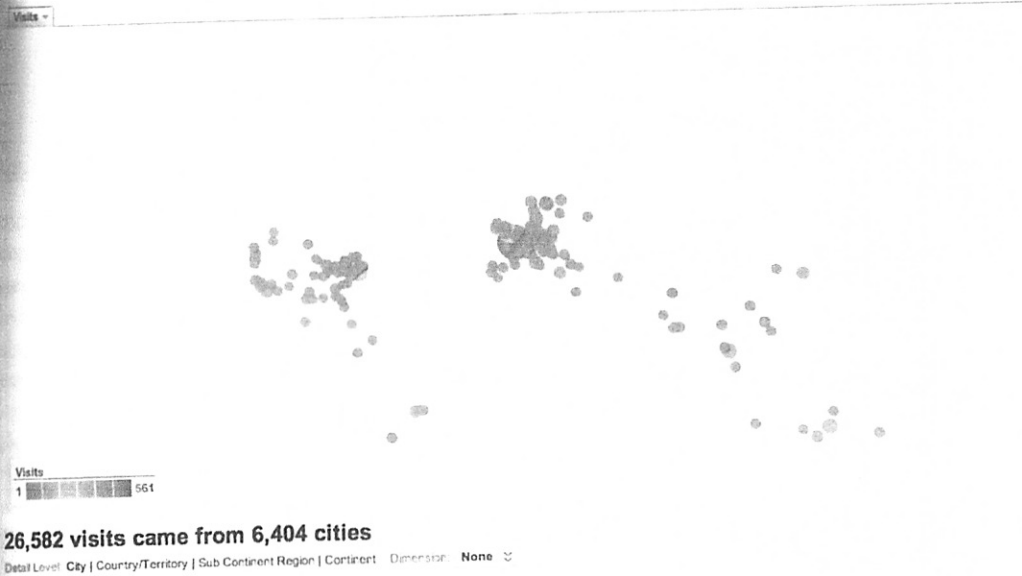 Visits
Visits
1 561
26,582 visits came from 6,404 cities
Detail Level: City | Country/Territory | Sub Continent Region | Continent Dimension: None